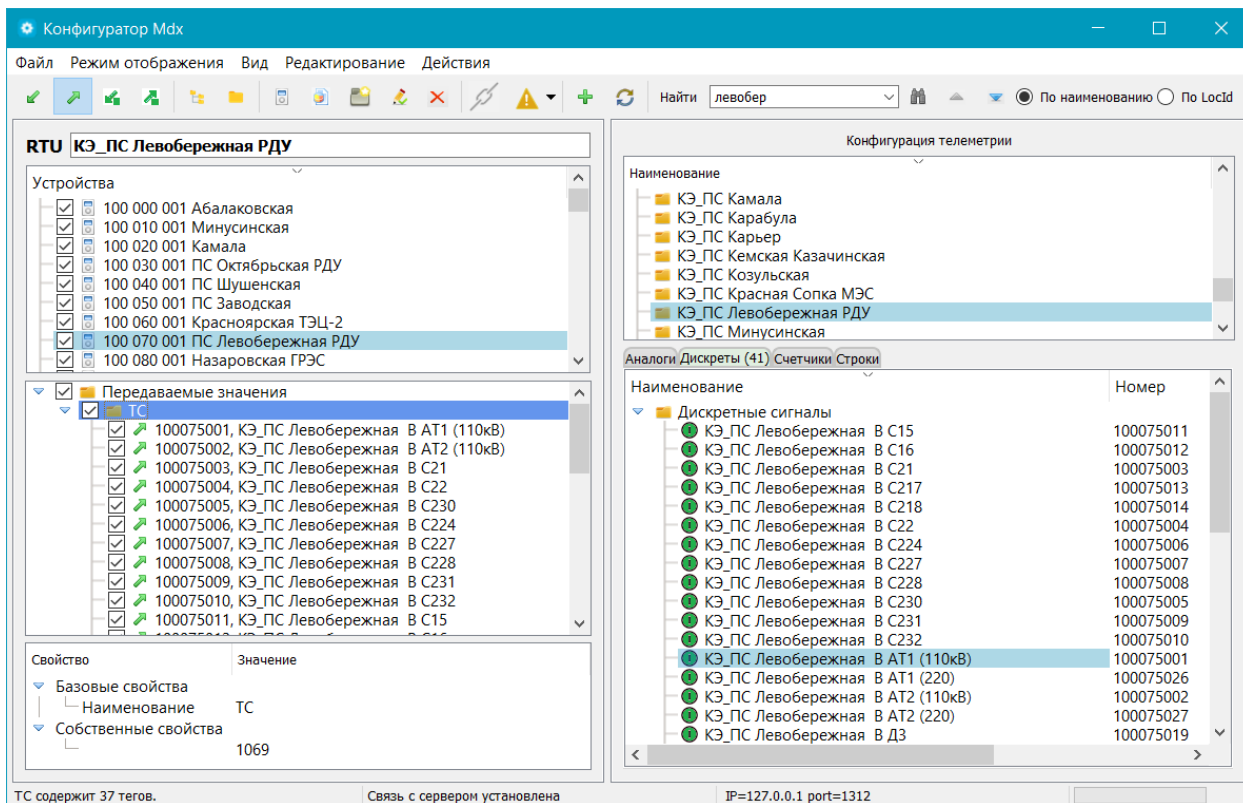 Конфигуратор Mdx
Файл Режим отображения Вид Редактирование Действия
Найти левобер По наименованию По LocId
RTU КЭ_ПС Левобережная РДУ
Устройства
100 000 001 Абалаковская
100 010 001 Минусинская
100 020 001 Камала
100 030 001 ПС Октябрьская РДУ
100 040 001 ПС Шушенская
100 050 001 ПС Заводская
100 060 001 Красноярская ТЭЦ-2
100 070 001 ПС Левобережная РДУ
100 080 001 Назаровская ГРЭС
Передаваемые значения
ТС
100075001, КЭ_ПС Левобережная В АТ1 (110кВ)
100075002, КЭ_ПС Левобережная В АТ2 (110кВ)
100075003, КЭ_ПС Левобережная В С21
100075004, КЭ_ПС Левобережная В С22
100075005, КЭ_ПС Левобережная В С230
100075006, КЭ_ПС Левобережная В С224
100075007, КЭ_ПС Левобережная В С227
100075008, КЭ_ПС Левобережная В С228
100075009, КЭ_ПС Левобережная В С231
100075010, КЭ_ПС Левобережная В С232
100075011, КЭ_ПС Левобережная В С15
Свойство Значение
Базовые свойства
Наименование ТС
Собственные свойства
1069
Конфигурация телеметрии
Наименование
КЭ_ПС Камала
КЭ_ПС Карабула
КЭ_ПС Карьер
КЭ_ПС Кемская Казачинская
КЭ_ПС Козульская
КЭ_ПС Красная Сопка МЭС
КЭ_ПС Левобережная РДУ
КЭ_ПС Минусинская
Аналоги Дискреты (41) Счетчики Строки
Наименование Номер
Дискретные сигналы
КЭ_ПС Левобережная В С15 100075011
КЭ_ПС Левобережная В С16 100075012
КЭ_ПС Левобережная В С21 100075003
КЭ_ПС Левобережная В С217 100075013
КЭ_ПС Левобережная В С218 100075014
КЭ_ПС Левобережная В С22 100075004
КЭ_ПС Левобережная В С224 100075006
КЭ_ПС Левобережная В С227 100075007
КЭ_ПС Левобережная В С228 100075008
КЭ_ПС Левобережная В С230 100075005
КЭ_ПС Левобережная В С231 100075009
КЭ_ПС Левобережная В С232 100075010
КЭ_ПС Левобережная В АТ1 (110кВ) 100075001
КЭ_ПС Левобережная В АТ1 (220) 100075026
КЭ_ПС Левобережная В АТ2 (110кВ) 100075002
КЭ_ПС Левобережная В АТ2 (220) 100075027
КЭ_ПС Левобережная В Д3 100075019
ТС содержит 37 тегов. Связь с сервером установлена IP=127.0.0.1 port=1312